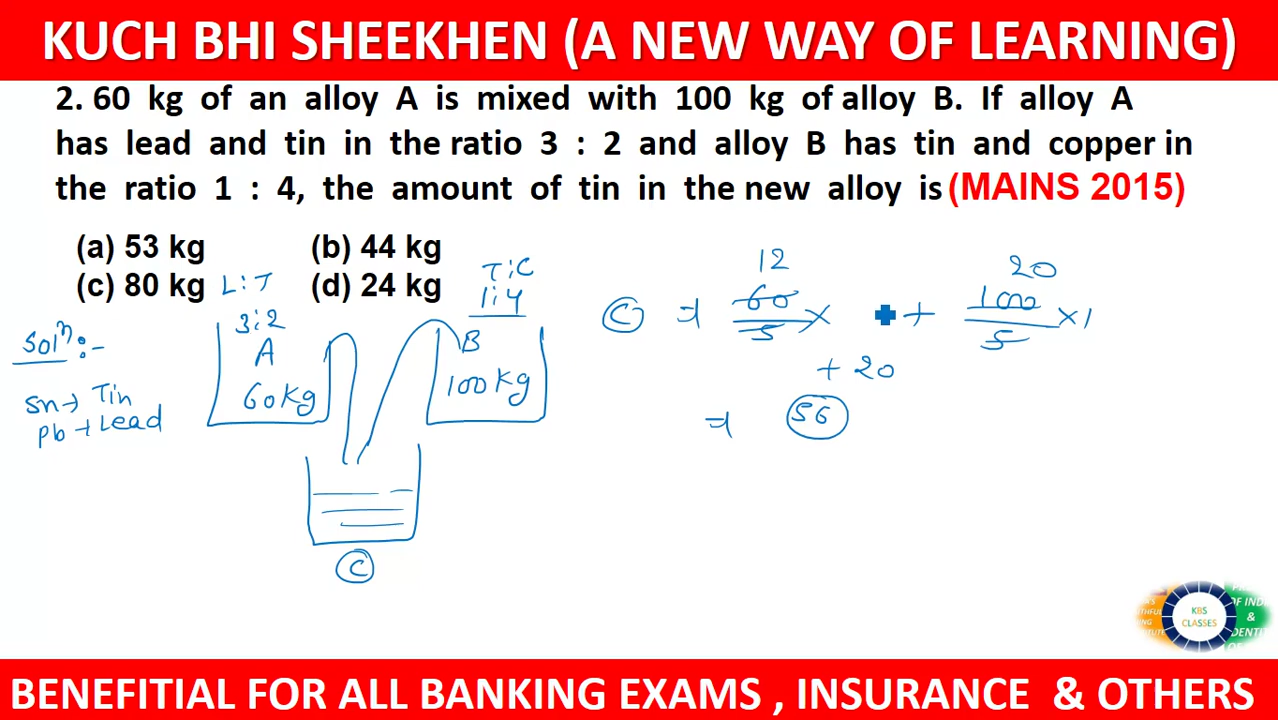 KUCH BHI SHEEKHEN (A NEW WAY OF LEARNING)
2. 60 kg of an alloy A is mixed with 100 kg of alloy B. If alloy A
has lead and tin in the ratio 3 : 2 and alloy B has tin and copper in
the ratio 1 : 4, the amount of tin in the new alloy is (MAINS 2015)
(a) 53 kg (b) 44 kg
(c) 80 kg (d) 24 kg
L:T
3:2
A
60Kg
T:C
1:4
B
100Kg
Solⁿ:-
Sn→ Tin
Pb→ Lead
C
12 20
C ⇒ 60/5 × + 100/5 ×1
+ 20
⇒ 56
KBS
CLASSES
BENEFITIAL FOR ALL BANKING EXAMS , INSURANCE & OTHERS